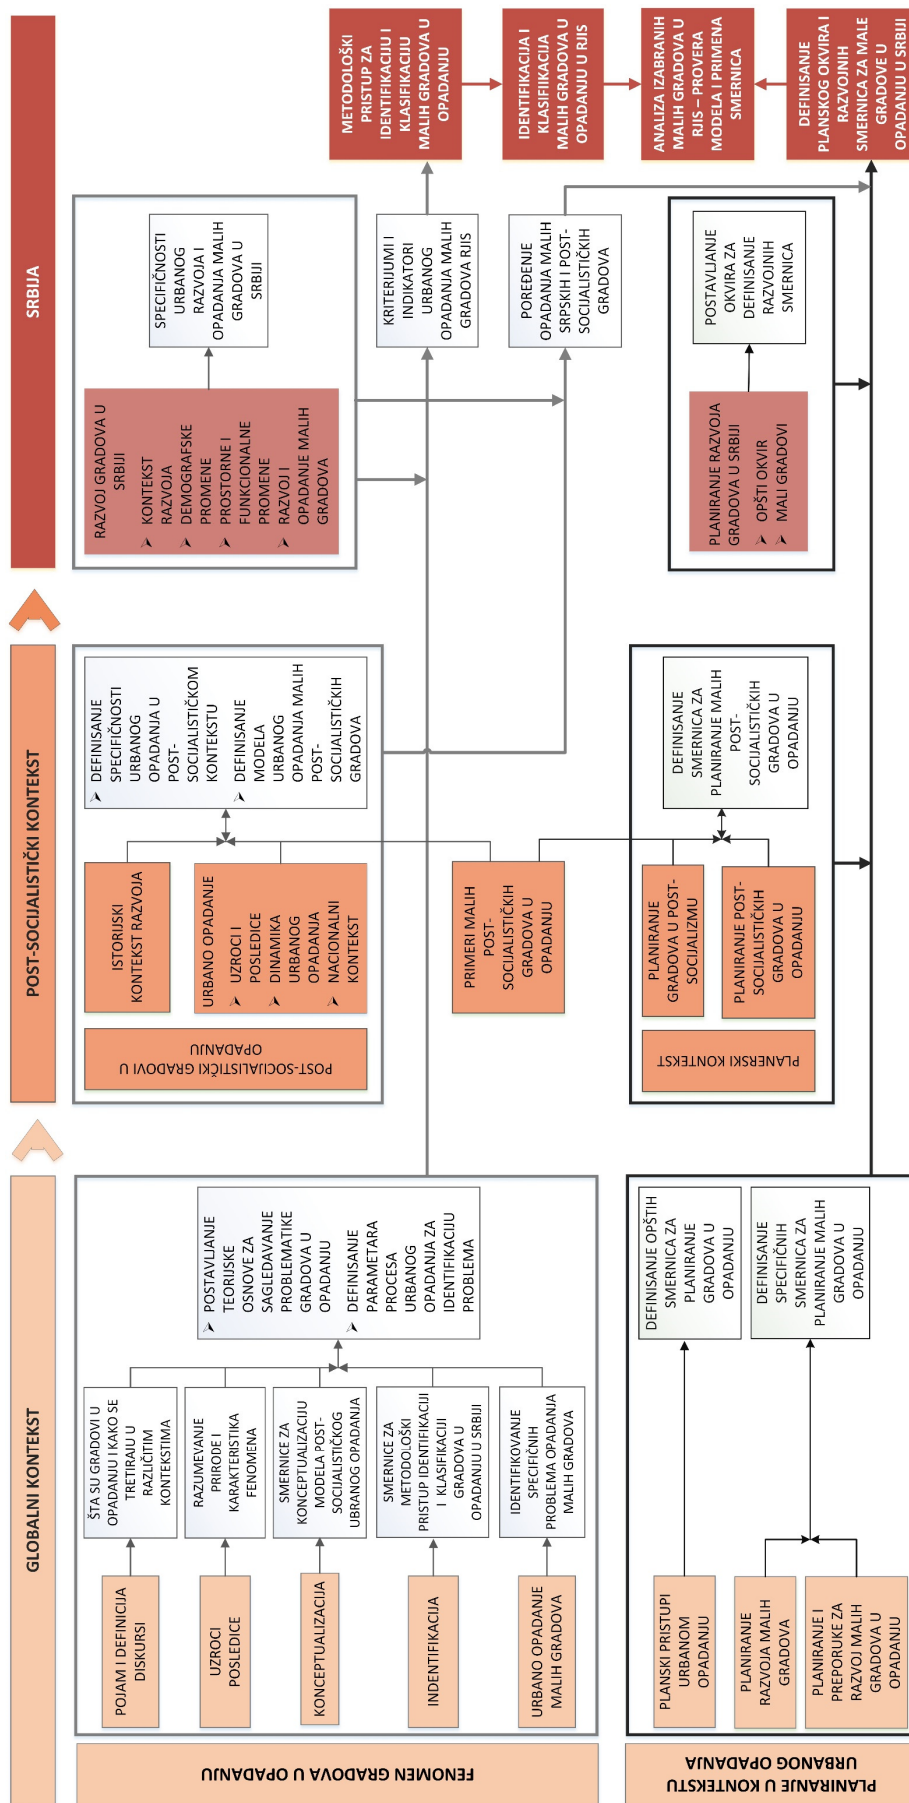 GLOBALNI KONTEKST
POST-SOCIJALISTIČKI KONTEKST
SRBIJA
FENOMEN GRADOVA U OPADANJU
POJAM I DEFINICIJA
DISKURSI
UZROCI
POSLEDICE
KONCEPTUALIZACIJA
INDENTIFIKACIJA
URBANO OPADANJE
MALIH GRADOVA
ŠTA SU GRADOVI U
OPADANJU I KAKO SE
TRETIRAJU U
RAZLIČITIM
KONTEKSTIMA
RAZUMEVANJE
PRIRODE I
KARAKTERISTIKA
FENOMENA
SMERNICE ZA
KONCEPTUALIZACIJU
MODELA POST-
SOCIJALISTIČKOG
UBRANOG OPADANJA
SMERNICE ZA
METODOLOŠKI
PRISTUP IDENTIFIKACIJI
I KLASIFIKACIJI
GRADOVA U
OPADANJU U SRBIJI
IDENTIFIKOVANJE
SPECIFIČNIH
PROBLEMA OPADANJA
MALIH GRADOVA
➢ POSTAVLJANJE
TEORIJSKE
OSNOVE ZA
SAGLEDAVANJE
PROBLEMATIKE
GRADOVA U
OPADANJU
➢ DEFINISANJE
PARAMETARA
PROCESA
URBANOG
OPADANJA ZA
IDENTIFIKACIJU
PROBLEMA
PLANIRANJE U KONTEKSTU
URBANOG OPADANJA
PLANSKI PRISTUPI
URBANOM
OPADANJU
PLANIRANJE
RAZVOJA MALIH
GRADOVA
PLANIRANJE I
PREPORUKE ZA
RAZVOJ MALIH
GRADOVA U
OPADANJU
DEFINISANJE OPŠTIH
SMERNICA ZA
PLANIRANJE
GRADOVA U
OPADANJU
DEFINISANJE
SPECIFIČNIH
SMERNICA ZA
PLANIRANJE MALIH
GRADOVA U
OPADANJU
POST-SOCIJALISTIČKI GRADOVI U
OPADANJU
ISTORIJSKI
KONTEKST RAZVOJA
URBANO OPADANJE
➢ UZROCI I
POSLEDICE
➢ DINAMIKA
URBANOG
OPADANJA
➢ NACIONALNI
KONTEKST
PRIMERI MALIH
POST-
SOCIJALISTIČKIH
GRADOVA U
OPADANJU
➢ DEFINISANJE
SPECIFIČNOSTI
URBANOG
OPADANJA U
POST-
SOCIJALISTIČKOM
KONTEKSTU
➢ DEFINISANJE
MODELA
URBANOG
OPADANJA MALIH
POST-
SOCIJALISTIČKIH
GRADOVA
PLANERSKI KONTEKST
PLANIRANJE
GRADOVA U POST-
SOCIJALIZMU
PLANIRANJE POST-
SOCIJALISTIČKIH
GRADOVA U
OPADANJU
DEFINISANJE
SMERNICA ZA
PLANIRANJE MALIH
POST-
SOCIJALISTIČKIH
GRADOVA U
OPADANJU
RAZVOJ GRADOVA U
SRBIJI
➢ KONTEKST
RAZVOJA
➢ DEMOGRAFSKE
PROMENE
➢ PROSTORNE I
FUNKCIONALNE
PROMENE
➢ RAZVOJ I
OPADANJE MALIH
GRADOVA
SPECIFIČNOSTI
URBANOG
RAZVOJA I
OPADANJA MALIH
GRADOVA U
SRBIJI
KRITERIJUMI I
INDIKATORI
URBANOG
OPADANJA MALIH
GRADOVA RJIS
POREĐENJE
OPADANJA MALIH
SRPSKIH I POST-
SOCIJALISTIČKIH
GRADOVA
PLANIRANJE RAZVOJA
GRADOVA U SRBIJI
➢ OPŠTI OKVIR
➢ MALI GRADOVI
POSTAVLJANJE
OKVIRA ZA
DEFINISANJE
RAZVOJNIH
SMERNICA
METODOLOŠKI
PRISTUP ZA
IDENTIFIKACIJU I
KLASIFIKACIJU
MALIH GRADOVA U
OPADANJU
IDENTIFIKACIJA I
KLASIFIIKACIJA
MALIH GRADOVA U
OPADANJU U RJIS
ANALIZA IZABRANIH
MALIH GRADOVA U
RJIS – PROVERA
MODELA I PRIMENA
SMERNICA
DEFINISANJE
PLANSKOG OKVIRA I
RAZVOJNIH
SMERNICA ZA MALE
GRADOVE U
OPADANJU U SRBIJI